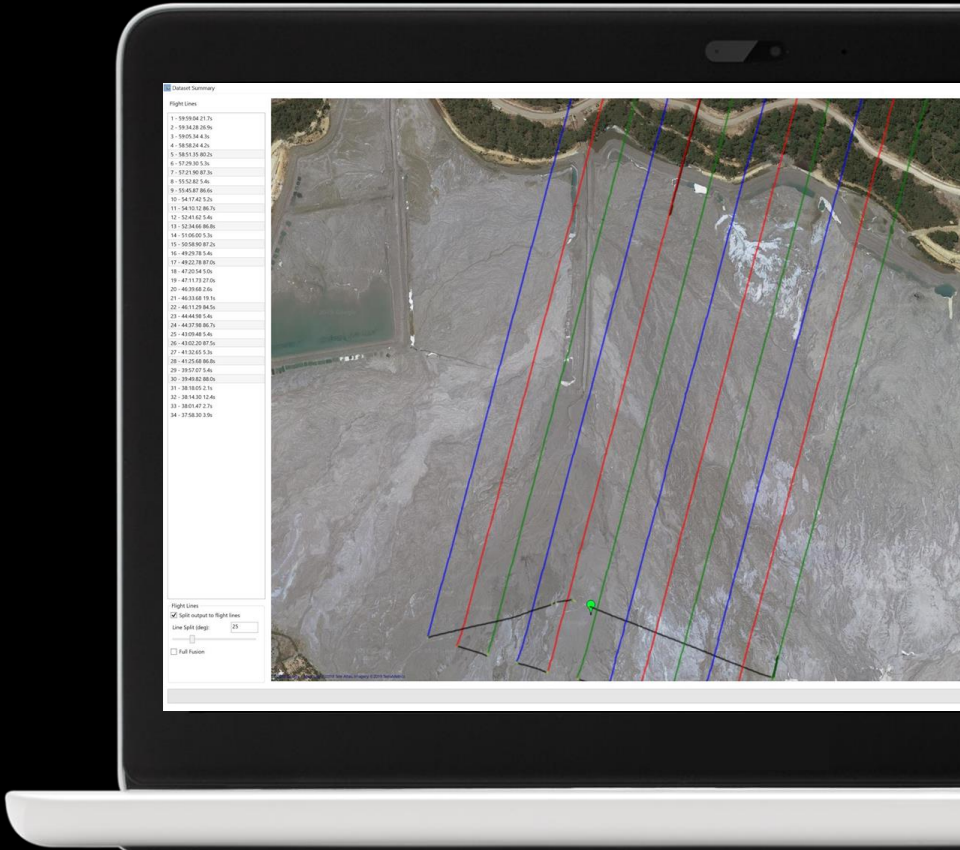 Dataset Summary
Flight Lines
1 - 59:59.04 21.7s
2 - 59:34.28 26.9s
3 - 59:05.34 4.3s
4 - 58:58.24 4.2s
5 - 58:51.35 80.2s
6 - 57:29.30 5.3s
7 - 57:21.90 87.3s
8 - 55:52.82 5.4s
9 - 55:45.87 86.6s
10 - 54:17.42 5.2s
11 - 54:10.12 86.7s
12 - 52:41.62 5.4s
13 - 52:34.66 86.8s
14 - 51:06.00 5.3s
15 - 50:58.90 87.2s
16 - 49:29.78 5.4s
17 - 49:22.78 87.0s
18 - 47:20.54 5.0s
19 - 47:11.73 27.0s
20 - 46:39.68 2.6s
21 - 46:33.68 19.1s
22 - 46:11.29 84.5s
23 - 44:44.98 5.4s
24 - 44:37.98 86.7s
25 - 43:09.48 5.4s
26 - 43:02.20 87.5s
27 - 41:32.65 5.3s
28 - 41:25.68 86.8s
29 - 39:57.07 5.4s
30 - 39:49.82 88.0s
31 - 38:18.05 2.1s
32 - 38:14.30 12.4s
33 - 38:01.47 2.7s
34 - 37:58.30 3.9s
Flight Lines
Split output to flight lines
Line Split (deg):
25
Full Fusion